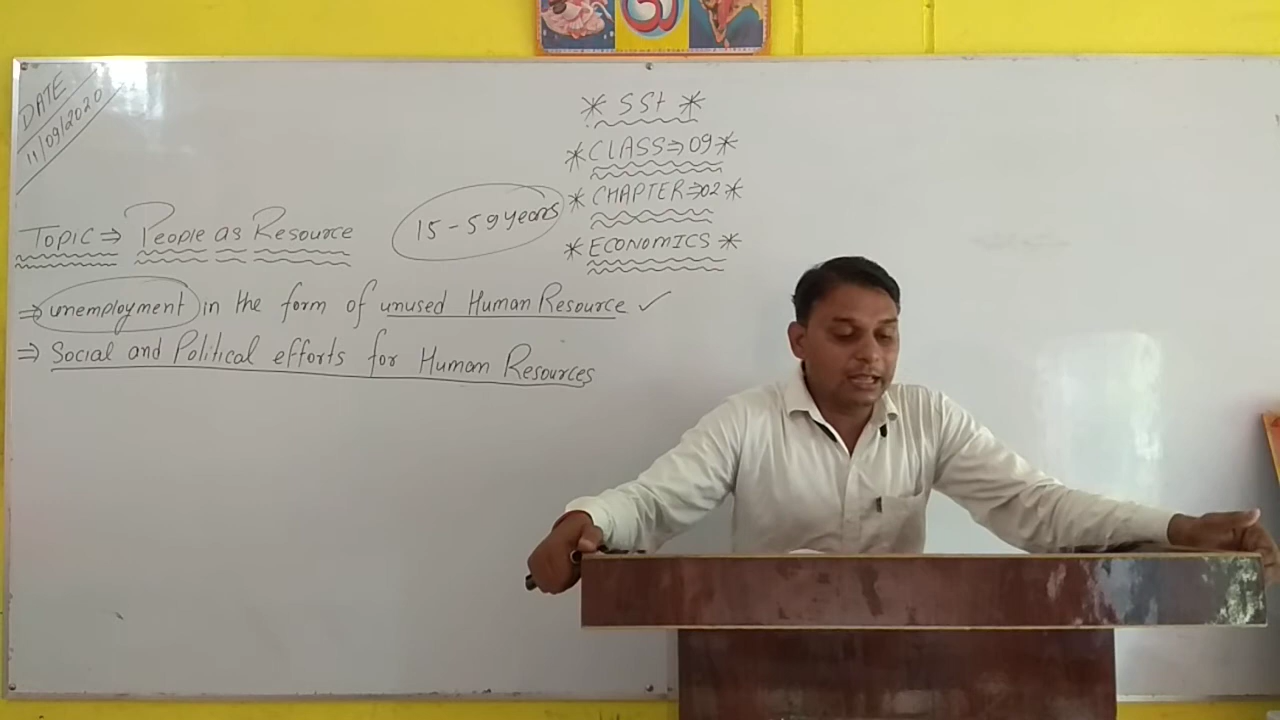 DATE
11/09/2020
* SSt *
* CLASS ⇒ 09 *
* CHAPTER ⇒ 02 *
* ECONOMICS *
TOPIC ⇒ People as Resource
15 - 59 years
⇒ unemployment in the form of unused Human Resource ✓
⇒ Social and Political efforts for Human Resources